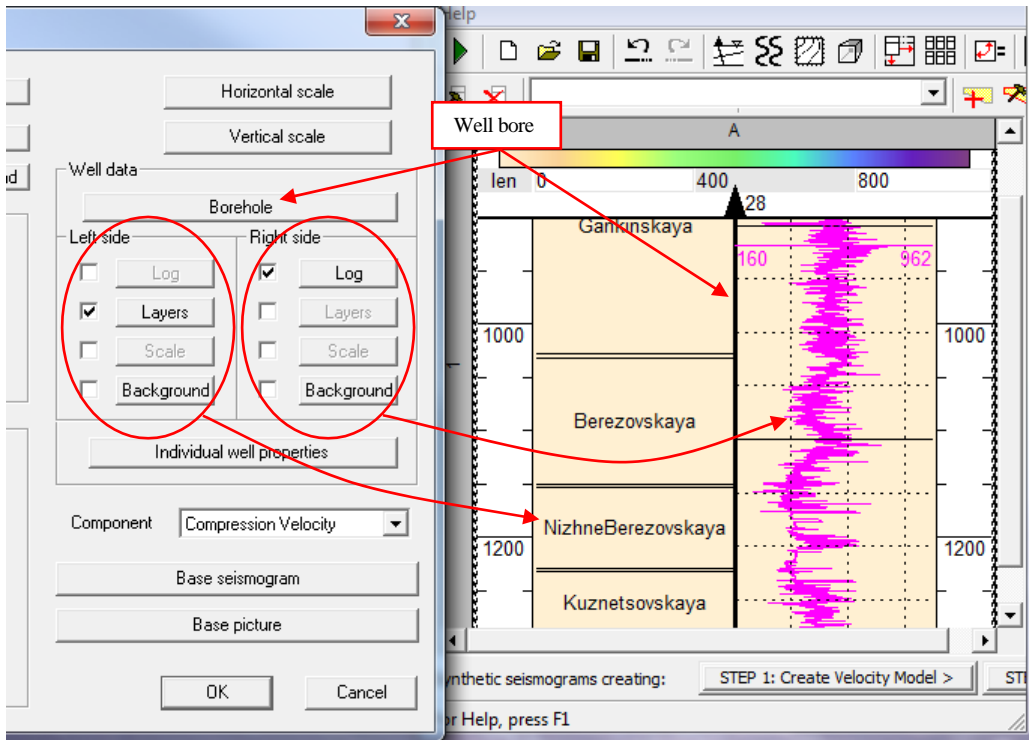 Horizontal scale
Vertical scale
Well data
Borehole
Left side
Right side
Log
Log
Layers
Layers
Scale
Scale
Background
Background
Individual well properties
Component
Compression Velocity
Base seismogram
Base picture
OK
Cancel
Well bore
Help
A
len 0 400 800
28
Gankinskaya
160 962
1000 1000
Berezovskaya
NizhneBerezovskaya
1200 1200
Kuznetsovskaya
STEP 1: Create Velocity Model >
seismograms creating:
Help, press F1